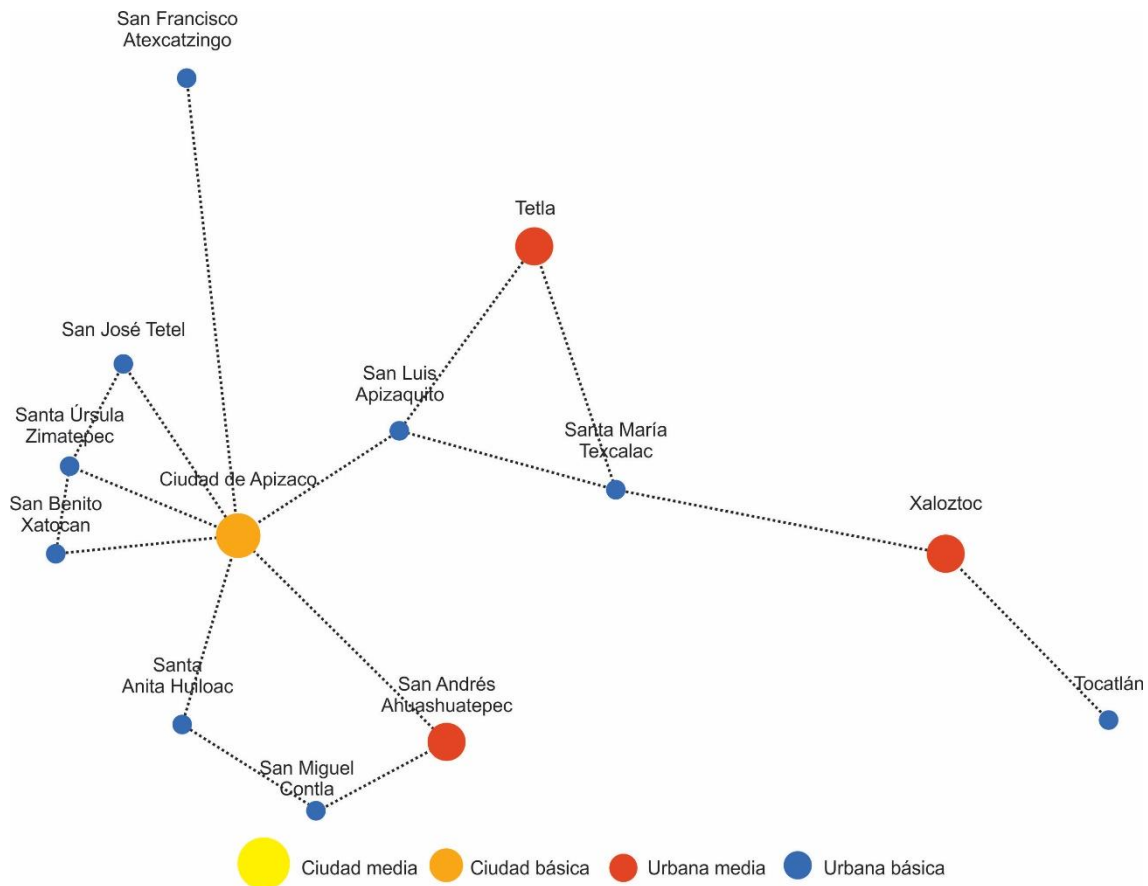 San Francisco
Atexcatzingo
Tetla
San José Tetel
San Luis
Apizaquito
Santa Úrsula
Zimatepec
Santa María
Texcalac
Ciudad de Apizaco
San Benito
Xatocan
Xaloztoc
Santa
Anita Huiloac
San Andrés
Ahuashuatepec
Tocatlán
San Miguel
Contla
Ciudad media
Ciudad básica
Urbana media
Urbana básica